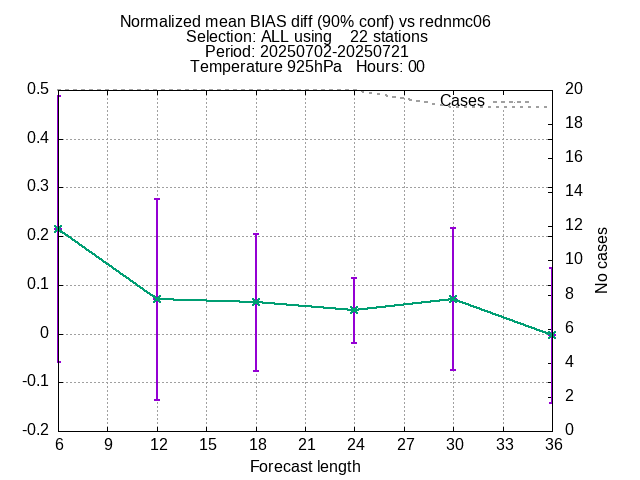 Normalized mean BIAS diff (90% conf) vs rednmc06
Selection: ALL using    22 stations
Period: 20250702-20250721
Temperature 925hPa   Hours: 00
Cases
0.5
0.4
0.3
0.2
0.1
0
-0.1
-0.2
20
18
16
14
12
10
8
6
4
2
0
No cases
6 9 12 15 18 21 24 27 30 33 36
Forecast length